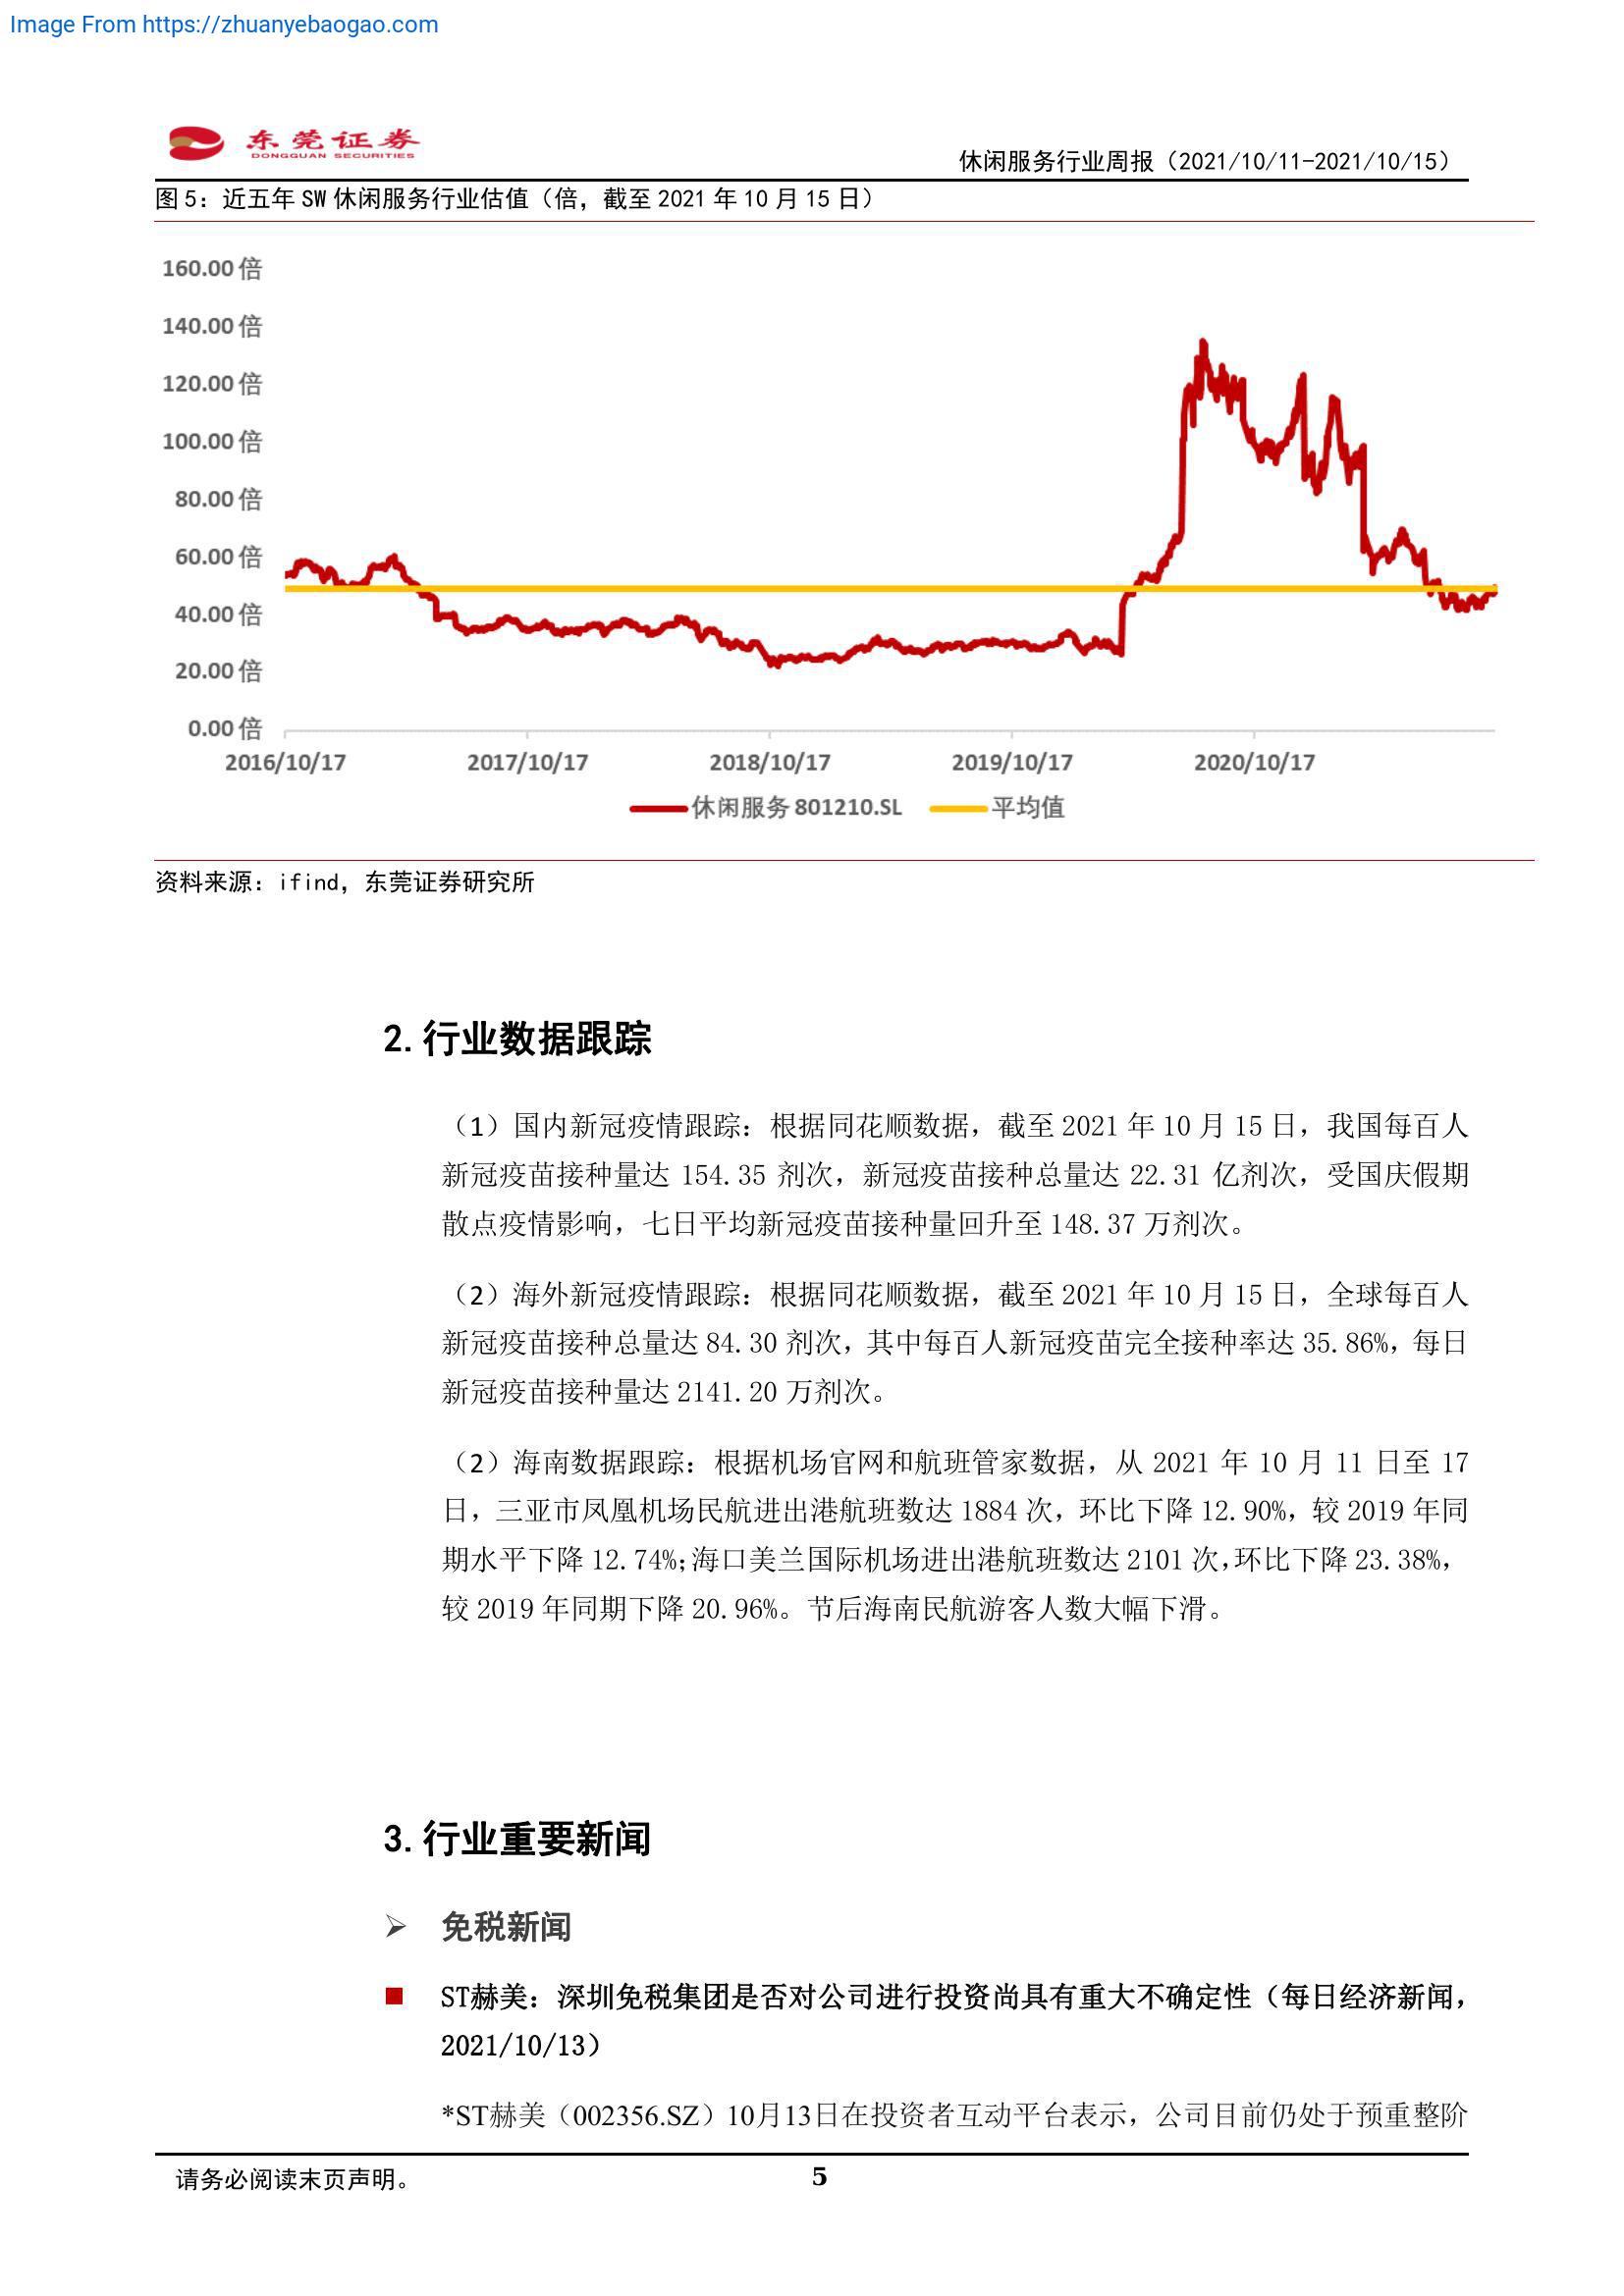 Image From https://zhuanyebaogao.com
东莞证券
DONGGUAN SECURITIES
休闲服务行业周报（2021/10/11-2021/10/15）
图 5：近五年 SW 休闲服务行业估值（倍，截至 2021 年 10 月 15 日）
160.00 倍
140.00 倍
120.00 倍
100.00 倍
80.00 倍
60.00 倍
40.00 倍
20.00 倍
0.00 倍
2016/10/17 2017/10/17 2018/10/17 2019/10/17 2020/10/17
休闲服务 801210.SL 平均值
资料来源：ifind，东莞证券研究所
2. 行业数据跟踪
（1）国内新冠疫情跟踪：根据同花顺数据，截至 2021 年 10 月 15 日，我国每百人
新冠疫苗接种量达 154.35 剂次，新冠疫苗接种总量达 22.31 亿剂次，受国庆假期
散点疫情影响，七日平均新冠疫苗接种量回升至 148.37 万剂次。
（2）海外新冠疫情跟踪：根据同花顺数据，截至 2021 年 10 月 15 日，全球每百人
新冠疫苗接种总量达 84.30 剂次，其中每百人新冠疫苗完全接种率达 35.86%，每日
新冠疫苗接种量达 2141.20 万剂次。
（2）海南数据跟踪：根据机场官网和航班管家数据，从 2021 年 10 月 11 日至 17
日，三亚市凤凰机场民航进出港航班数达 1884 次，环比下降 12.90%，较 2019 年同
期水平下降 12.74%；海口美兰国际机场进出港航班数达 2101 次，环比下降 23.38%，
较 2019 年同期下降 20.96%。节后海南民航游客人数大幅下滑。
3. 行业重要新闻
➢ 免税新闻
■ ST赫美：深圳免税集团是否对公司进行投资尚具有重大不确定性（每日经济新闻，
2021/10/13）
*ST赫美（002356.SZ）10月13日在投资者互动平台表示，公司目前仍处于预重整阶
请务必阅读末页声明。
5